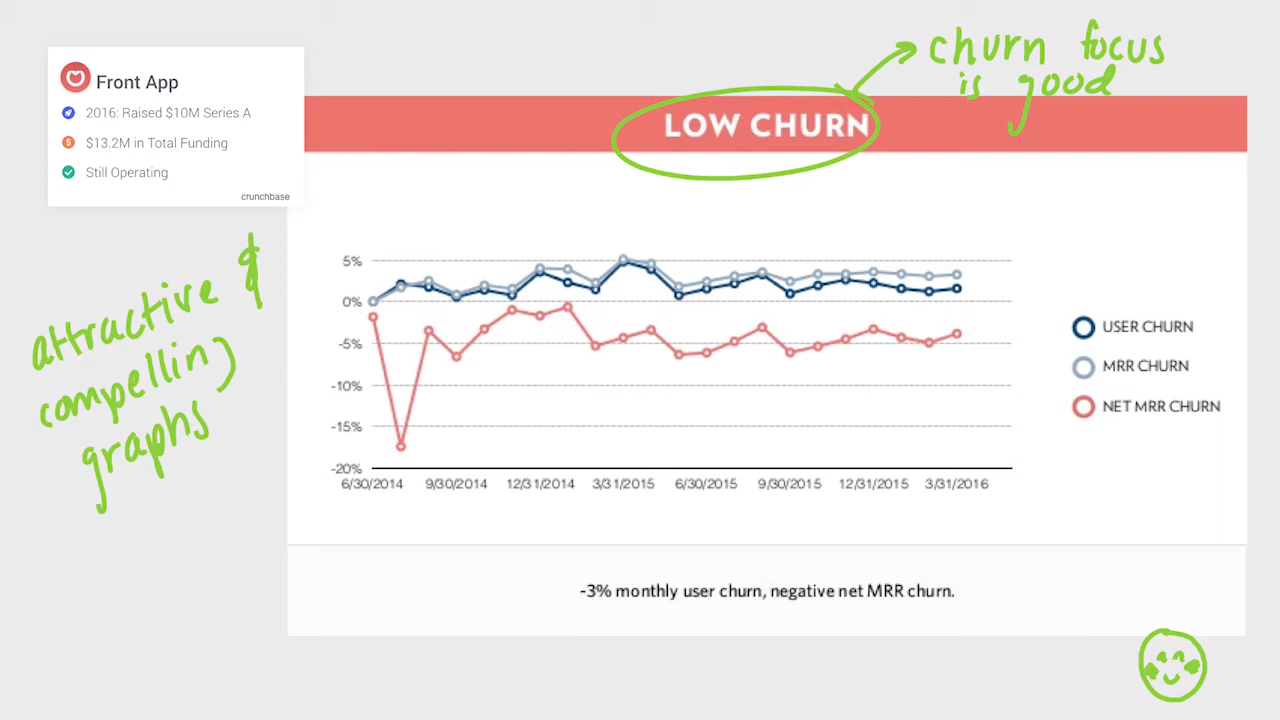 Front App
2016: Raised $10M Series A
$13.2M in Total Funding
Still Operating
crunchbase
churn focus
is good
LOW CHURN
attractive &
compelling
graphs
5%
0%
-5%
-10%
-15%
-20%
6/30/2014 9/30/2014 12/31/2014 3/31/2015 6/30/2015 9/30/2015 12/31/2015 3/31/2016
USER CHURN
MRR CHURN
NET MRR CHURN
-3% monthly user churn, negative net MRR churn.